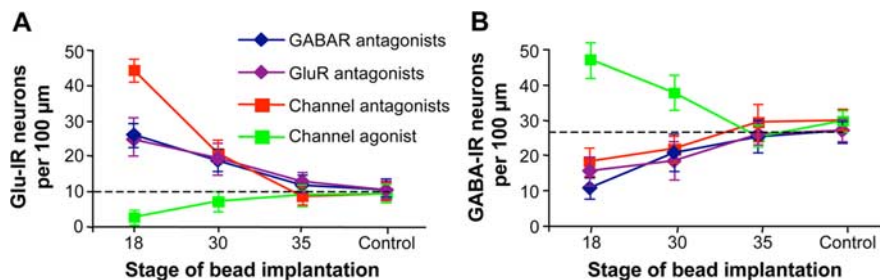 A
Glu-IR neurons
per 100 µm
50
40
30
20
10
0
18
30
35
Control
Stage of bead implantation
GABAR antagonists
GluR antagonists
Channel antagonists
Channel agonist
B
GABA-IR neurons
per 100 µm
60
50
40
30
20
10
0
18
30
35
Control
Stage of bead implantation